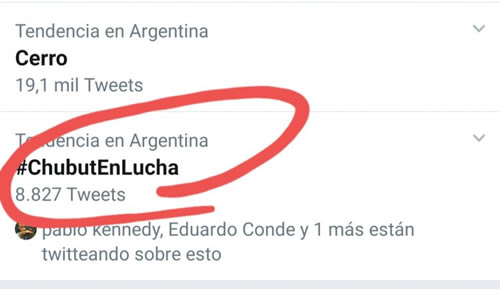 Tendencia en Argentina
Cerro
19,1 mil Tweets
Tendencia en Argentina
#ChubutEnLucha
8.827 Tweets
pablo kennedy, Eduardo Conde y 1 más están
twitteando sobre esto